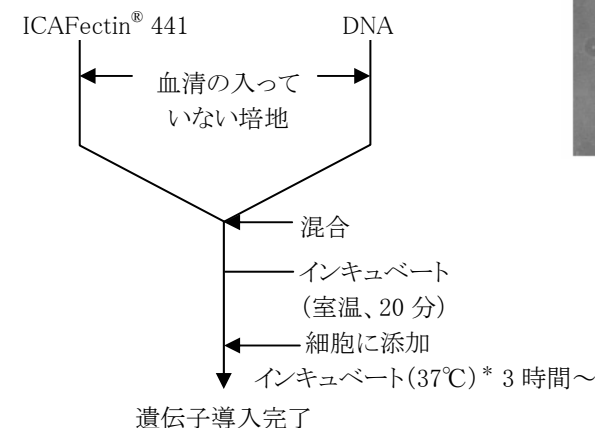 ICAFectin® 441
DNA
血清の入って
いない培地
混合
インキュベート
(室温、20 分)
細胞に添加
インキュベート(37℃)* 3 時間～
遺伝子導入完了